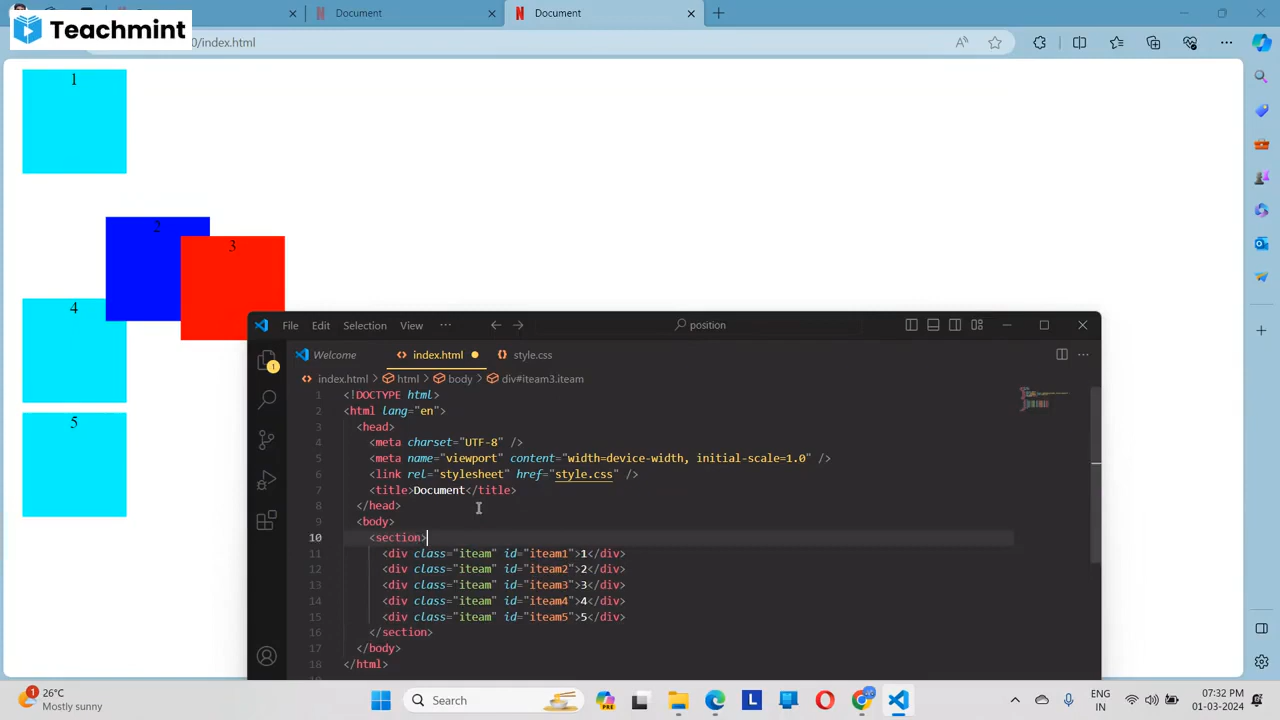 Document
Document
Teachmint
0/index.html
1
2
3
4
5
File Edit Selection View ··· position
Welcome index.html style.css
index.html > html > body > div#iteam3.iteam
1 <!DOCTYPE html>
2 <html lang="en">
3 <head>
4 <meta charset="UTF-8" />
5 <meta name="viewport" content="width=device-width, initial-scale=1.0" />
6 <link rel="stylesheet" href="style.css" />
7 <title>Document</title>
8 </head>
9 <body>
10 <section>
11 <div class="iteam" id="iteam1">1</div>
12 <div class="iteam" id="iteam2">2</div>
13 <div class="iteam" id="iteam3">3</div>
14 <div class="iteam" id="iteam4">4</div>
15 <div class="iteam" id="iteam5">5</div>
16 </section>
17 </body>
18 </html>
1
26°C
Mostly sunny
Search
PRE
L
ENG
IN
07:32 PM
01-03-2024